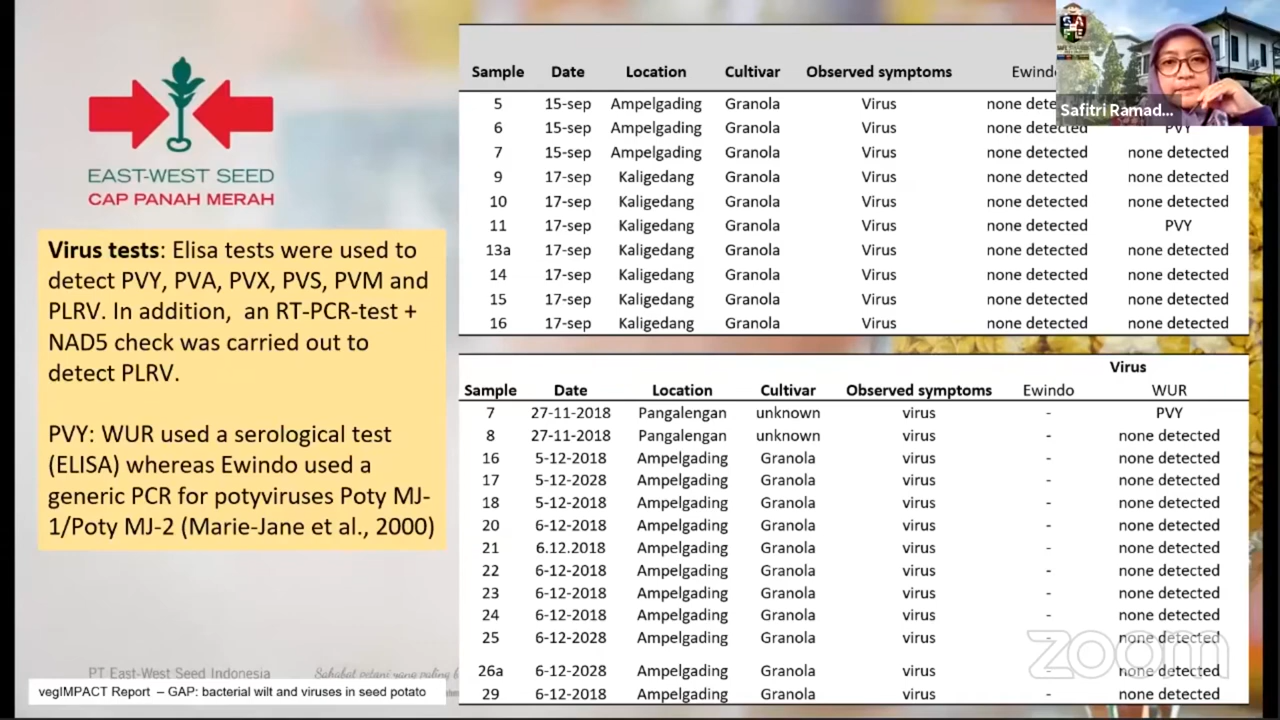 EAST-WEST SEED
CAP PANAH MERAH
Virus tests: Elisa tests were used to
detect PVY, PVA, PVX, PVS, PVM and
PLRV. In addition, an RT-PCR-test +
NAD5 check was carried out to
detect PLRV.
PVY: WUR used a serological test
(ELISA) whereas Ewindo used a
generic PCR for potyviruses Poty MJ-
1/Poty MJ-2 (Marie-Jane et al., 2000)
PT East-West Seed Indonesia
Sahabat petani yang paling
vegIMPACT Report – GAP: bacterial wilt and viruses in seed potato
Sample Date Location Cultivar Observed symptoms
5 15-sep Ampelgading Granola Virus none
6 15-sep Ampelgading Granola Virus none detected PVY
7 15-sep Ampelgading Granola Virus none detected none detected
9 17-sep Kaligedang Granola Virus none detected none detected
10 17-sep Kaligedang Granola Virus none detected none detected
11 17-sep Kaligedang Granola Virus none detected PVY
13a 17-sep Kaligedang Granola Virus none detected none detected
14 17-sep Kaligedang Granola Virus none detected none detected
15 17-sep Kaligedang Granola Virus none detected none detected
16 17-sep Kaligedang Granola Virus none detected none detected
Virus
Sample Date Location Cultivar Observed symptoms Ewindo WUR
7 27-11-2018 Pangalengan unknown virus - PVY
8 27-11-2018 Pangalengan unknown virus - none detected
16 5-12-2018 Ampelgading Granola virus - none detected
17 5-12-2028 Ampelgading Granola virus - none detected
18 5-12-2018 Ampelgading Granola virus - none detected
20 6-12-2018 Ampelgading Granola virus - none detected
21 6.12.2018 Ampelgading Granola virus - none detected
22 6-12-2018 Ampelgading Granola virus - none detected
23 6-12-2018 Ampelgading Granola virus - none detected
24 6-12-2018 Ampelgading Granola virus - none detected
25 6-12-2028 Ampelgading Granola virus - none detected
26a 6-12-2028 Ampelgading Granola virus - none detected
29 6-12-2018 Ampelgading Granola virus - none detected
Safitri Ramad...
zoom